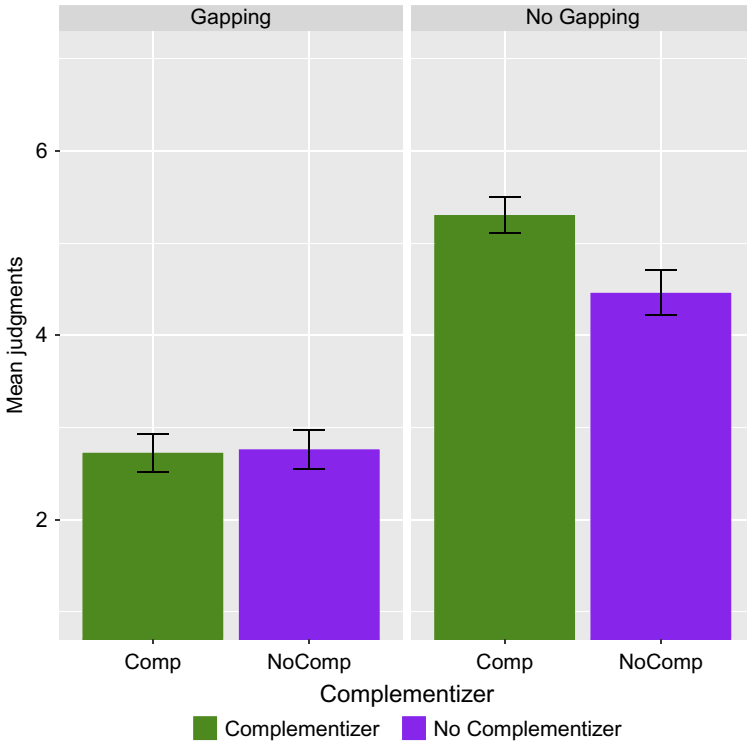 Gapping
No Gapping
Mean judgments
6
4
2
Comp
NoComp
Comp
NoComp
Complementizer
Complementizer
No Complementizer